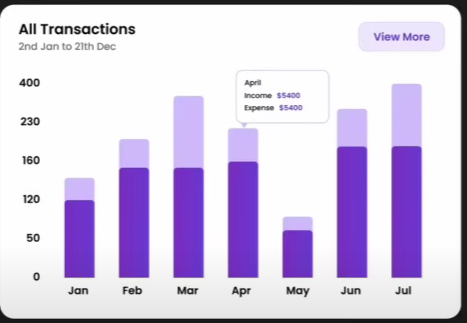 All Transactions
2nd Jan to 21th Dec
View More
400
230
160
120
50
0
April
Income $5400
Expense $5400
Jan Feb Mar Apr May Jun Jul